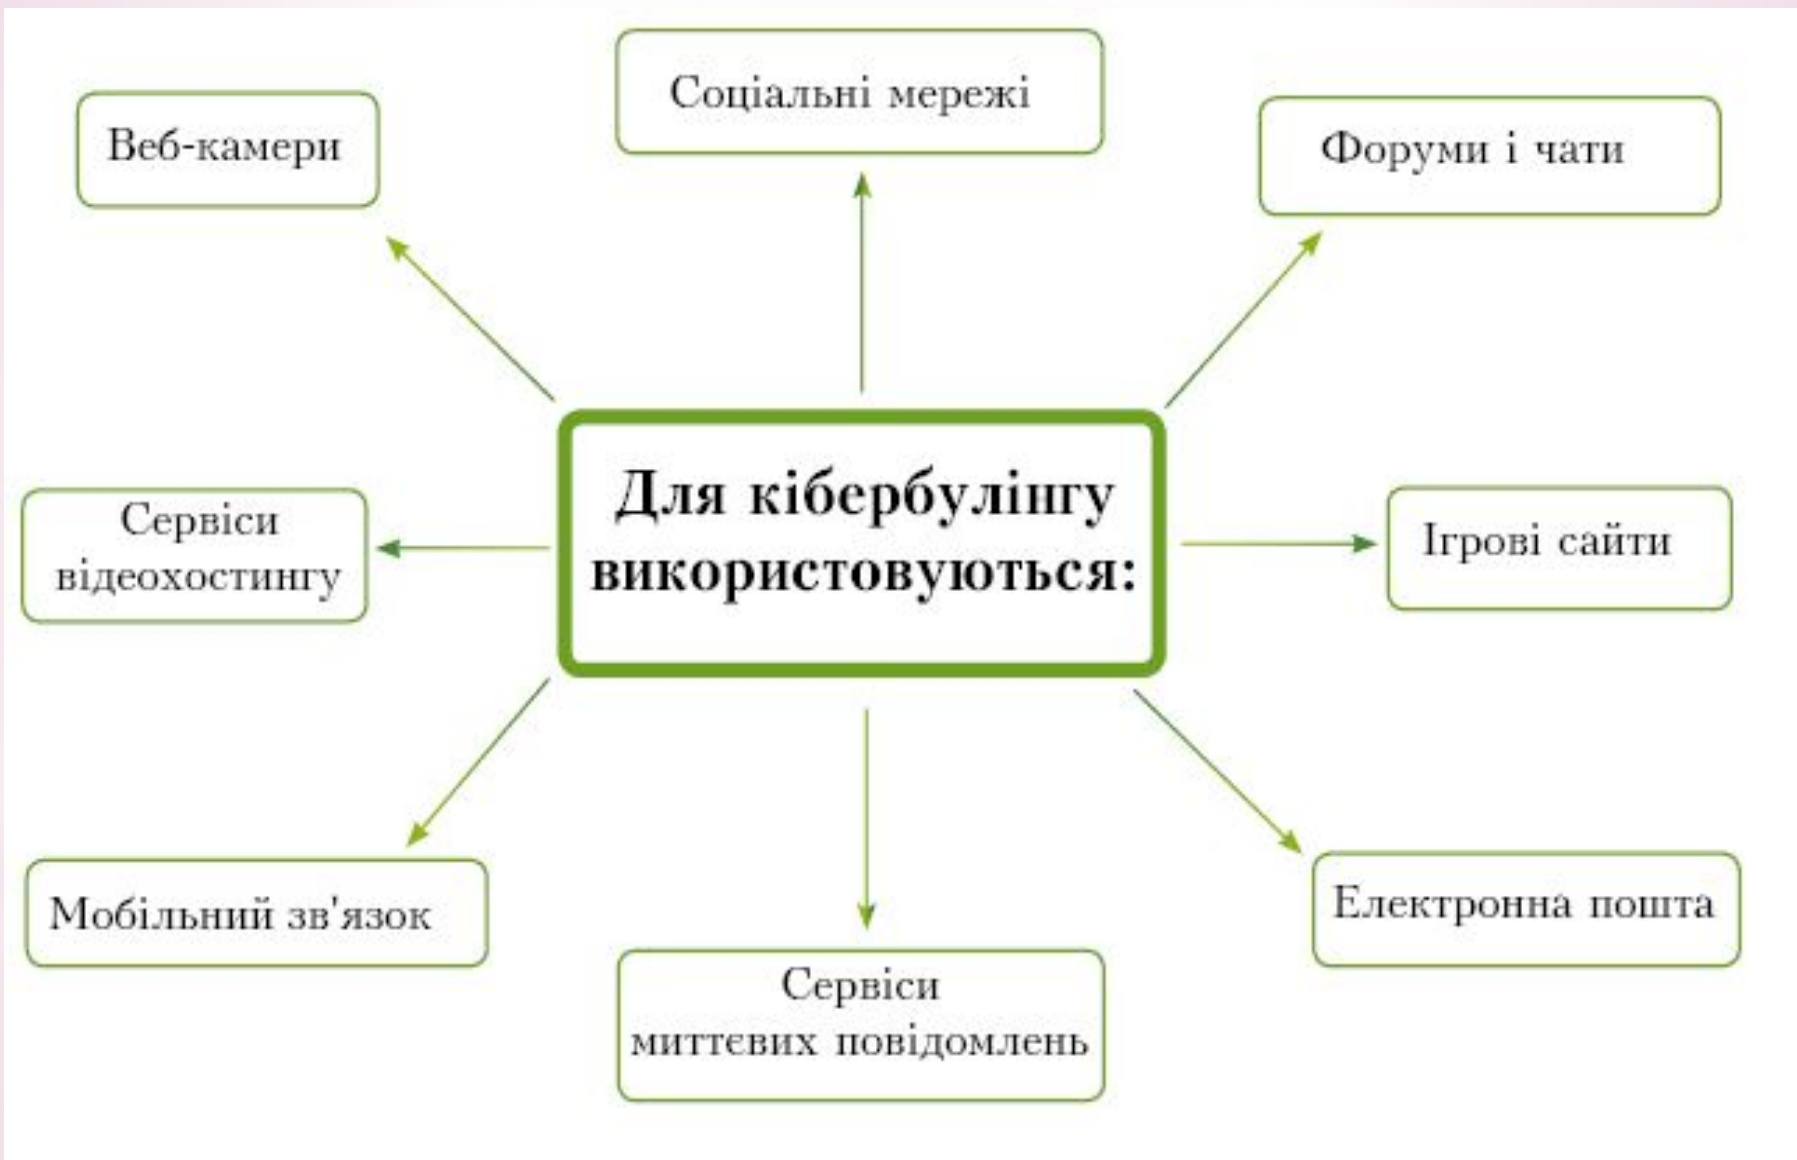 Соціальні мережі
Веб-камери
Форуми і чати
Для кібербулінгу
використовуються:
Сервіси
відеохостингу
Ігрові сайти
Мобільний зв'язок
Електронна пошта
Сервіси
миттєвих повідомлень